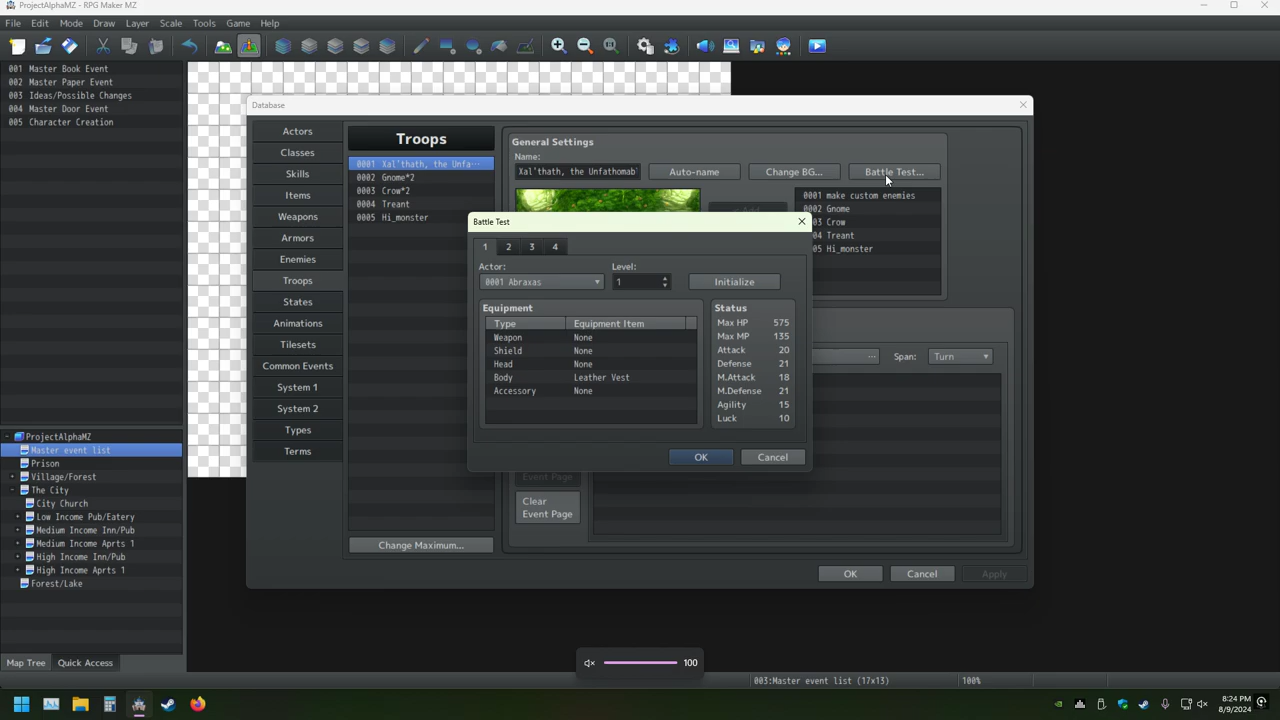 ProjectAlphaMZ - RPG Maker MZ
File Edit Mode Draw Layer Scale Tools Game Help
001 Master Book Event
002 Master Paper Event
003 Ideas/Possible Changes
004 Master Door Event
005 Character Creation
ProjectAlphaMZ
Master event list
Prison
Village/Forest
The City
City Church
Low Income Pub/Eatery
Medium Income Inn/Pub
Medium Income Aprts 1
High Income Inn/Pub
High Income Aprts 1
Forest/Lake
Map Tree Quick Access
Database
Actors
Classes
Skills
Items
Weapons
Armors
Enemies
Troops
States
Animations
Tilesets
Common Events
System 1
System 2
Types
Terms
Troops
0001 Xal'thath, the Unfa···
0002 Gnome*2
0003 Crow*2
0004 Treant
0005 Hi_monster
Change Maximum...
General Settings
Name:
Xal'thath, the Unfathomab
Auto-name
Change BG...
Battle Test...
0001 make custom enemies
0002 Gnome
03 Crow
04 Treant
05 Hi_monster
Span: Turn
Event Page
Clear
Event Page
OK Cancel Apply
Battle Test
1 2 3 4
Actor: Level:
0001 Abraxas 1 Initialize
Equipment
Type Equipment Item
Weapon None
Shield None
Head None
Body Leather Vest
Accessory None
Status
Max HP 575
Max MP 135
Attack 20
Defense 21
M.Attack 18
M.Defense 21
Agility 15
Luck 10
OK Cancel
100
003:Master event list (17x13) 100%
8:24 PM
8/9/2024